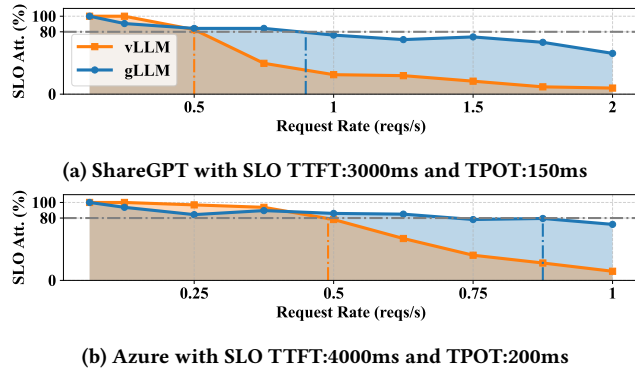 100
80
0
SLO Att. (%)
vLLM
gLLM
0.5
1
1.5
2
Request Rate (reqs/s)
(a) ShareGPT with SLO TTFT:3000ms and TPOT:150ms
100
80
0
SLO Att. (%)
0.25
0.5
0.75
1
Request Rate (reqs/s)
(b) Azure with SLO TTFT:4000ms and TPOT:200ms